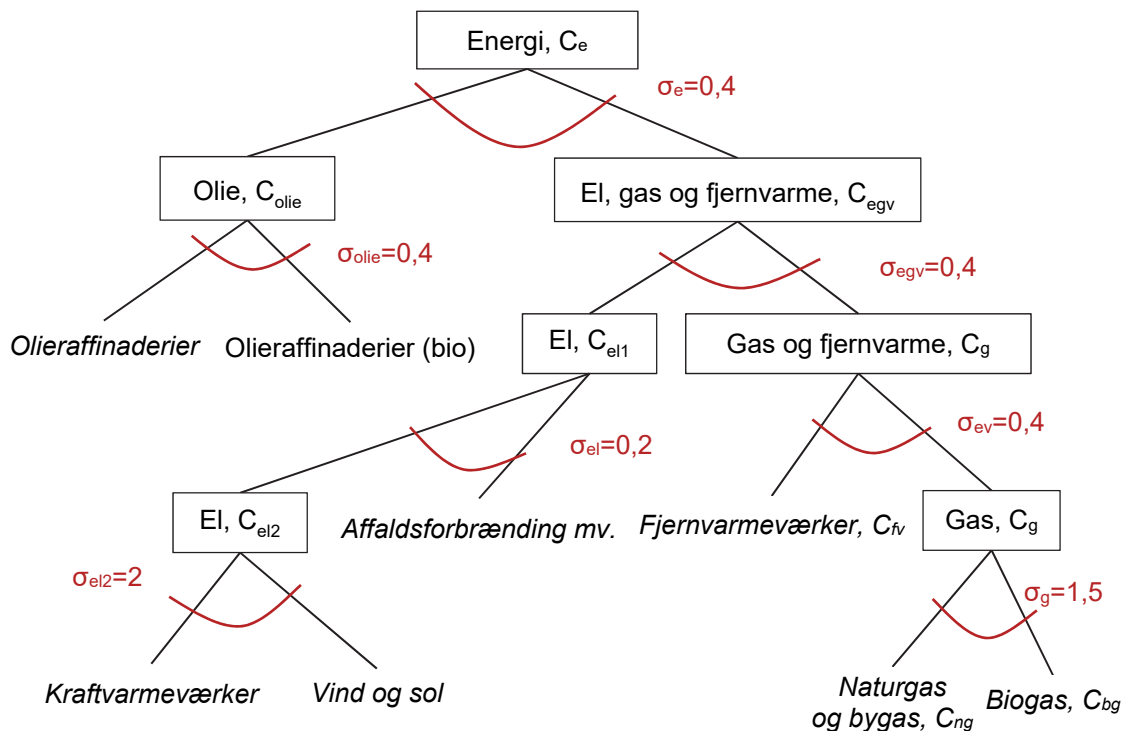 Energi, Ce
σe=0,4
Olie, Colie
El, gas og fjernvarme, Cegv
σolie=0,4
σegv=0,4
Olieraffinaderier
Olieraffinaderier (bio)
El, Cel1
Gas og fjernvarme, Cg
σel=0,2
σev=0,4
El, Cel2
Affaldsforbrænding mv.
Fjernvarmeværker, Cfv
Gas, Cg
σel2=2
σg=1,5
Kraftvarmeværker
Vind og sol
Naturgas
og bygas, Cng
Biogas, Cbg